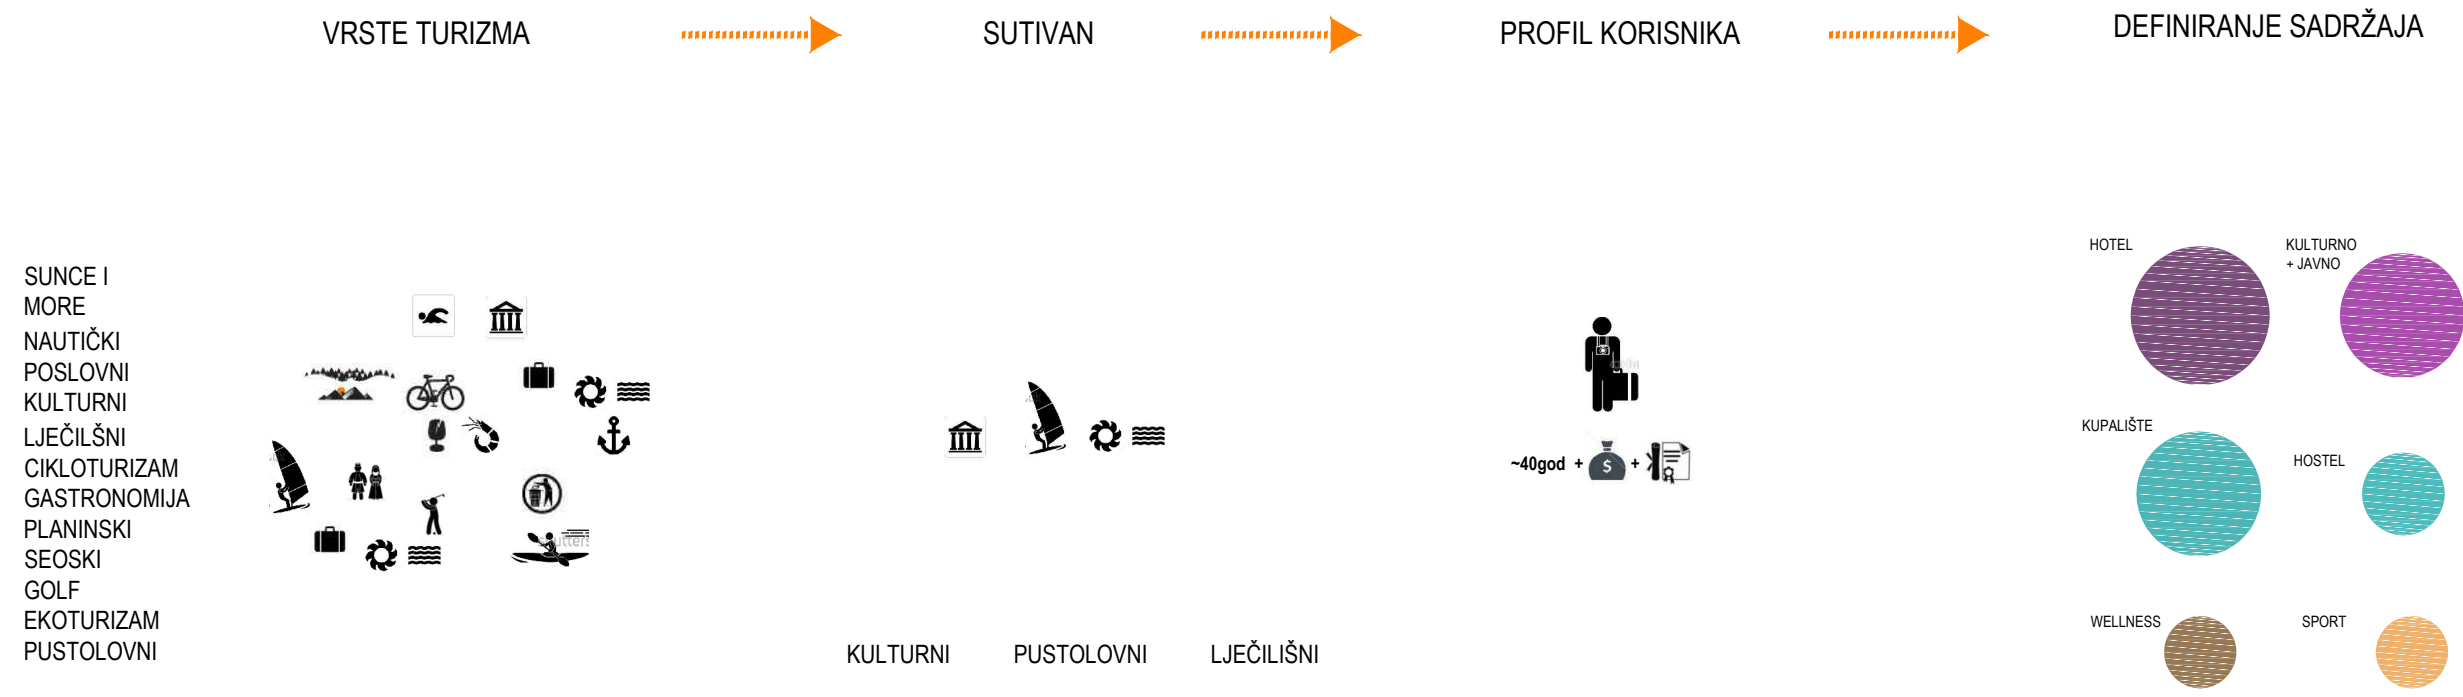 VRSTE TURIZMA
SUTIVAN
PROFIL KORISNIKA
DEFINIRANJE SADRŽAJA
SUNCE I
MORE
NAUTIČKI
POSLOVNI
KULTURNI
LJEČILŠNI
CIKLOTURIZAM
GASTRONOMIJA
PLANINSKI
SEOSKI
GOLF
EKOTURIZAM
PUSTOLOVNI
KULTURNI
PUSTOLOVNI
LJEČILIŠNI
~40god + $ +
HOTEL
KULTURNO
+ JAVNO
KUPALIŠTE
HOSTEL
WELLNESS
SPORT